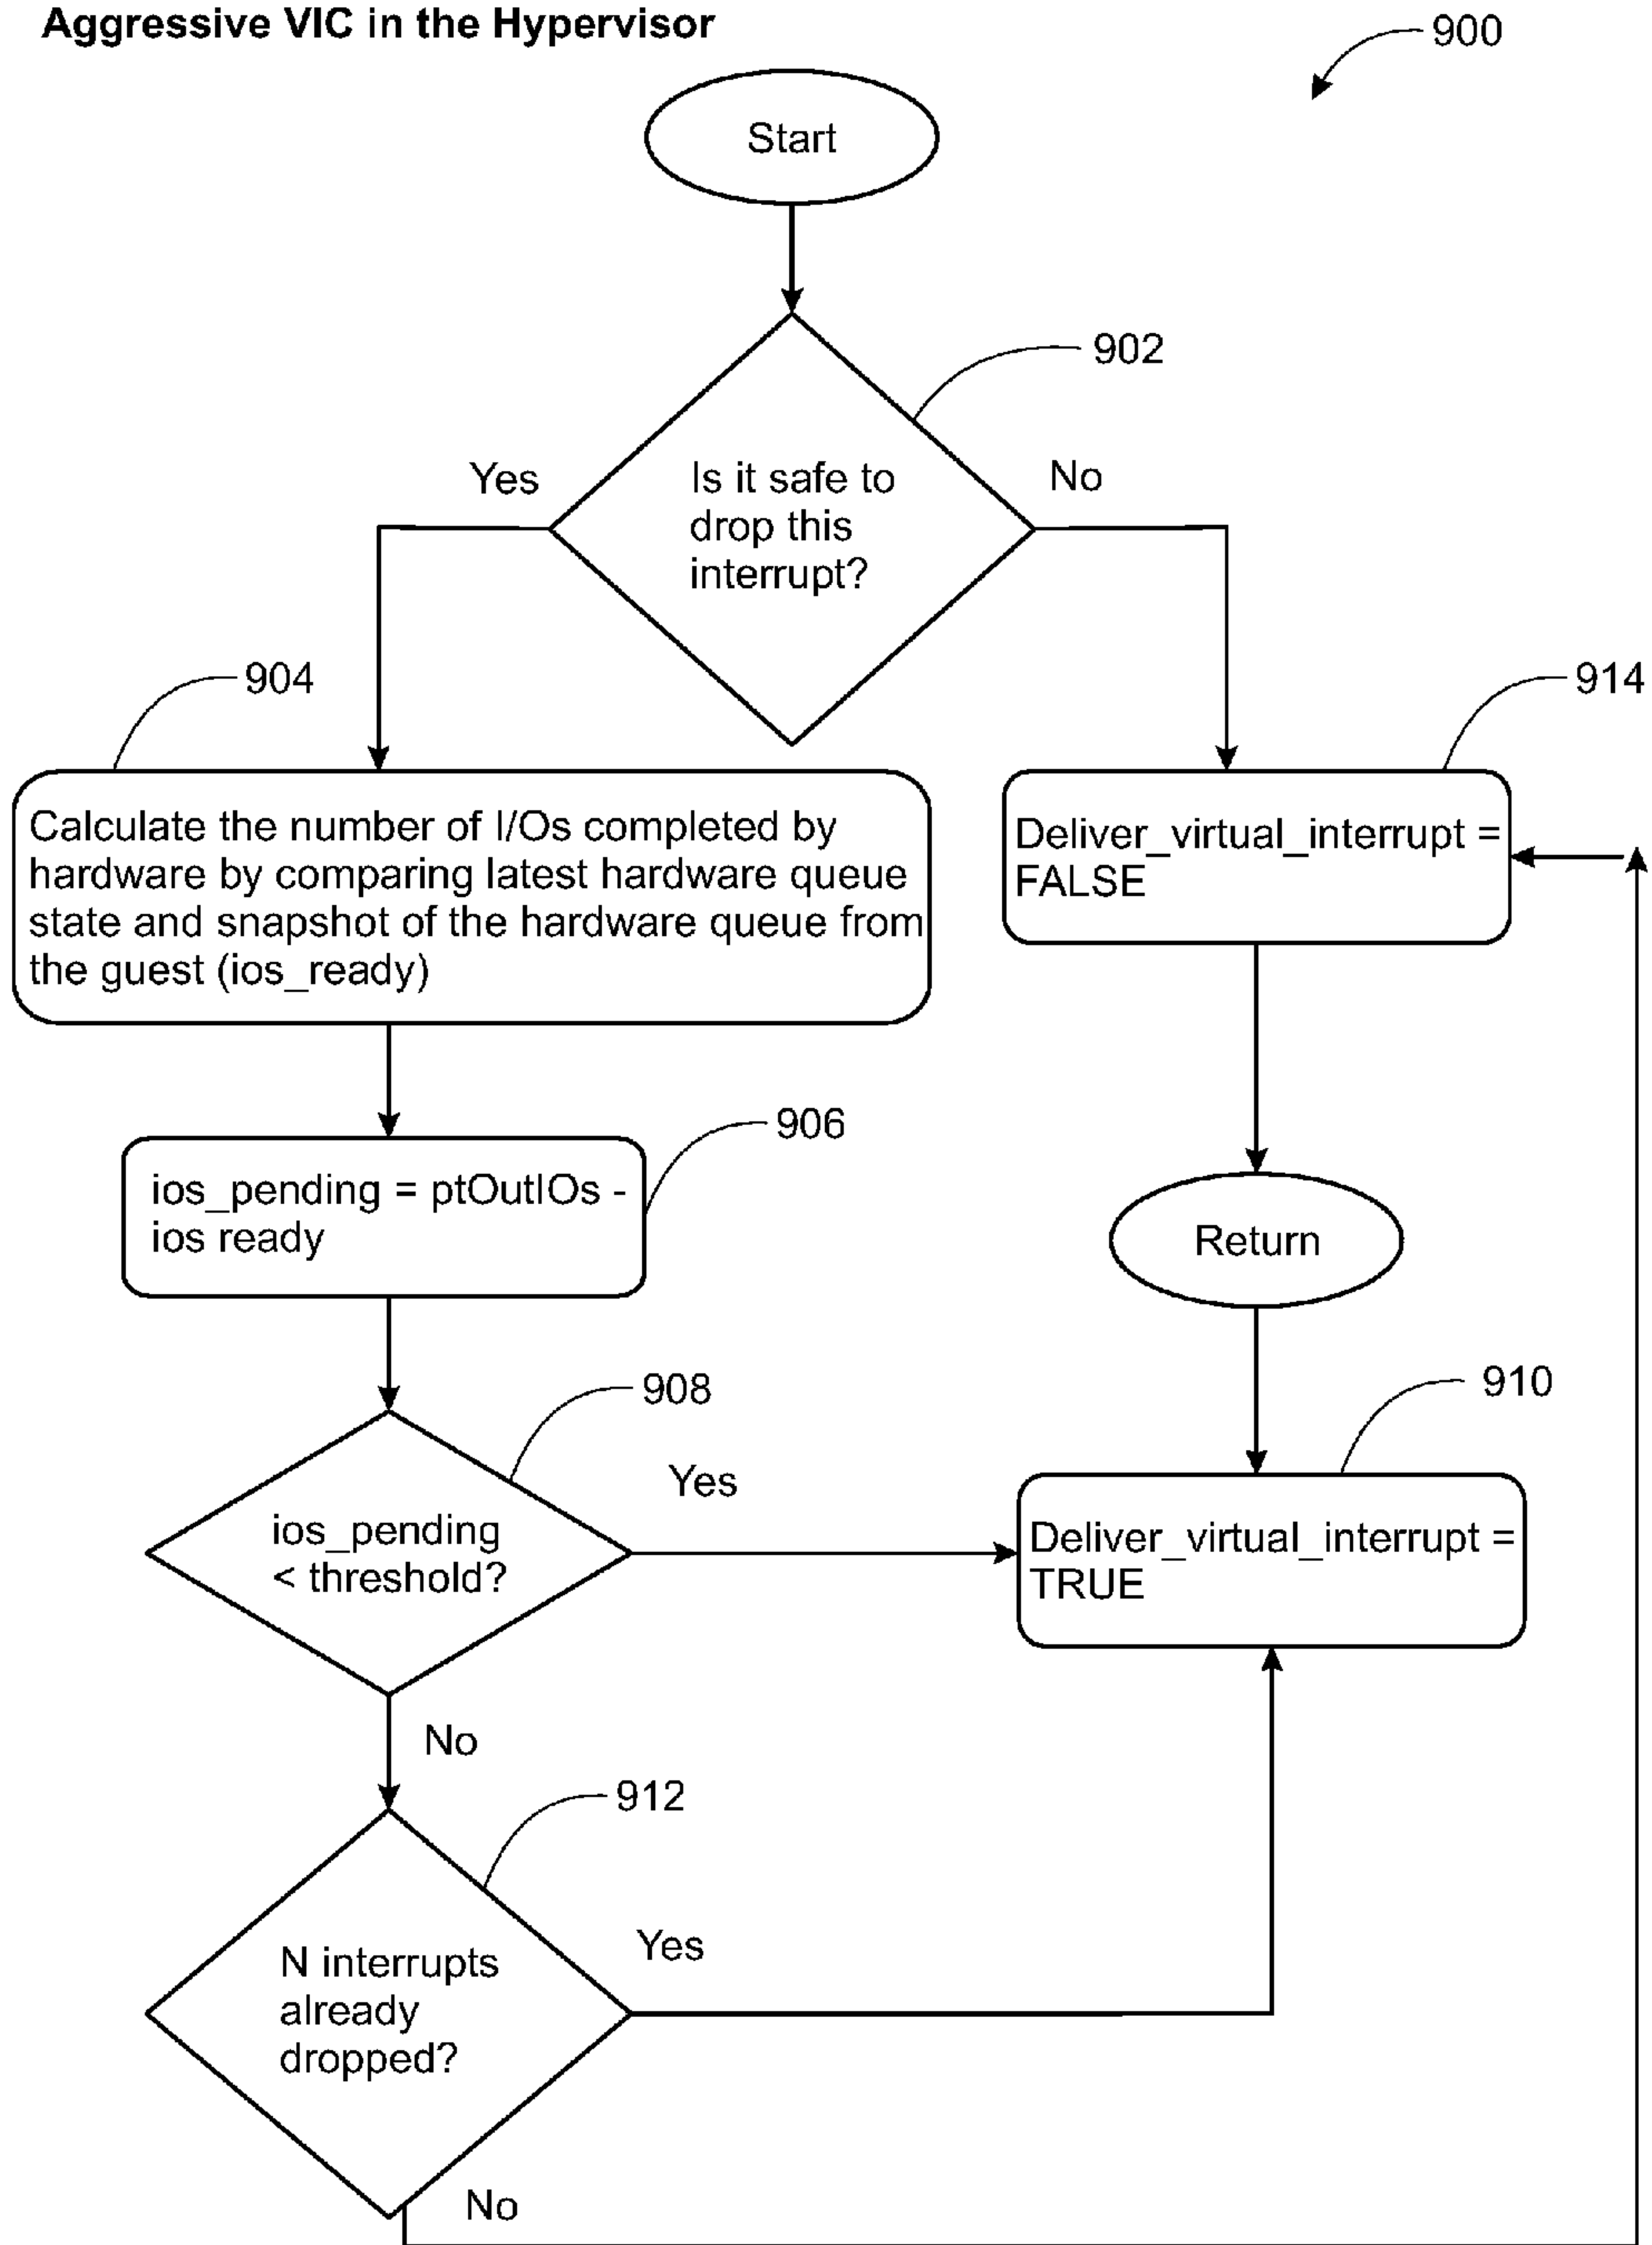 Aggressive VIC in the Hypervisor
900
Start
902
Yes
Is it safe to
drop this
interrupt?
No
904
914
Calculate the number of I/Os completed by
hardware by comparing latest hardware queue
state and snapshot of the hardware queue from
the guest (ios_ready)
Deliver_virtual_interrupt =
FALSE
906
ios_pending = ptOutIOs -
ios ready
Return
908
910
Yes
ios_pending
< threshold?
Deliver_virtual_interrupt =
TRUE
No
912
N interrupts
already
dropped?
Yes
No